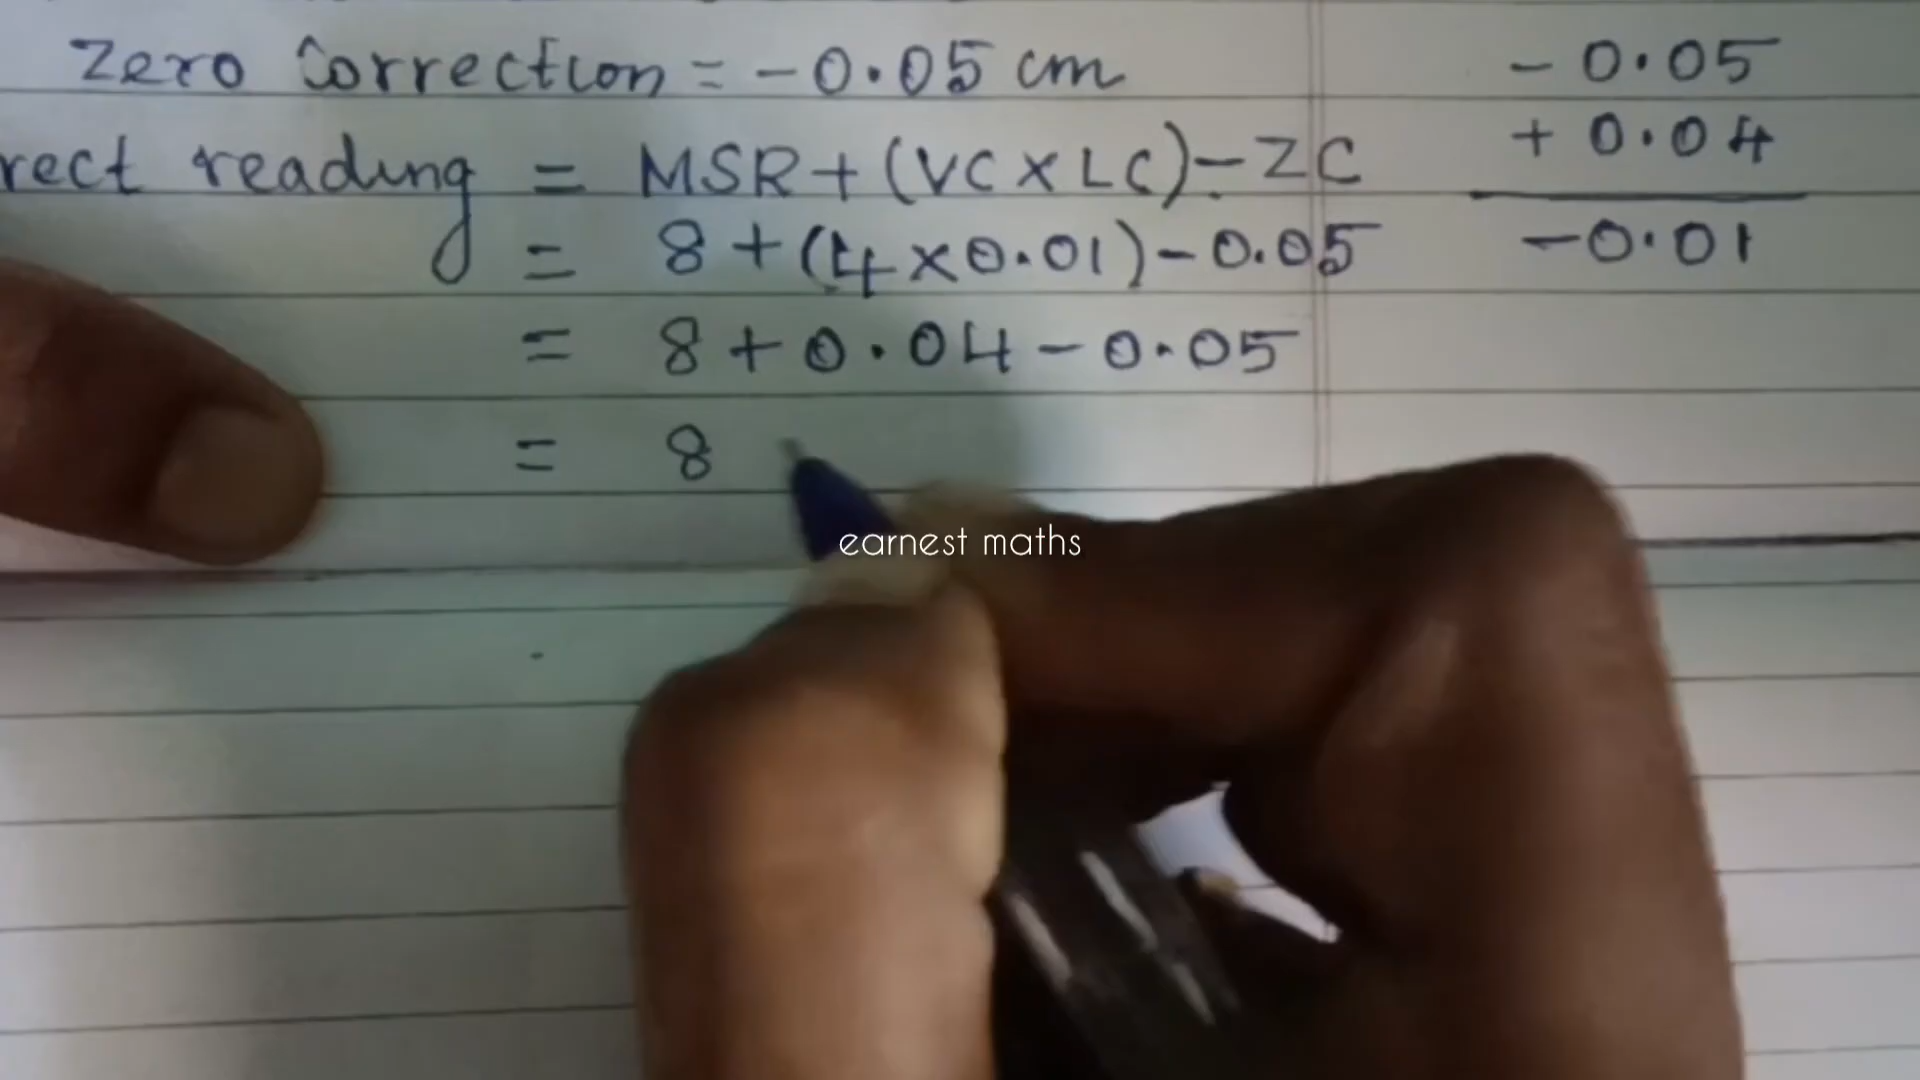 Zero Correction = -0.05 cm
rect reading = MSR + (VC X LC) - ZC
= 8 + (4 x 0.01) - 0.05
= 8 + 0.04 - 0.05
= 8
- 0.05
+ 0.04
-0.01
earnest maths